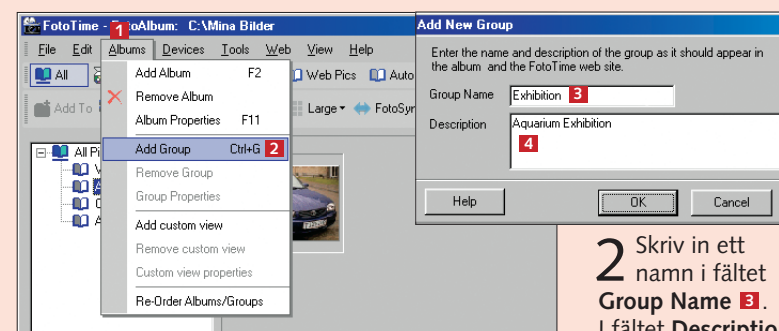 FotoTime - FotoAlbum: C:\Mina Bilder
1
File Edit Albums Devices Tools Web View Help
All Web Pics Auto
Add To Large FotoSyn
Add Album F2
Remove Album
Album Properties F11
Add Group Ctrl+G 2
Remove Group
Group Properties
Add custom view
Remove custom view
Custom view properties
Re-Order Albums/Groups
All Pi
Add New Group
Enter the name and description of the group as it should appear in
the album and the FotoTime web site.
Group Name Exhibition 3
Description Aquarium Exhibition
4
Help OK Cancel
2 Skriv in ett
namn i fältet
Group Name 3.
I fältet Descriptio